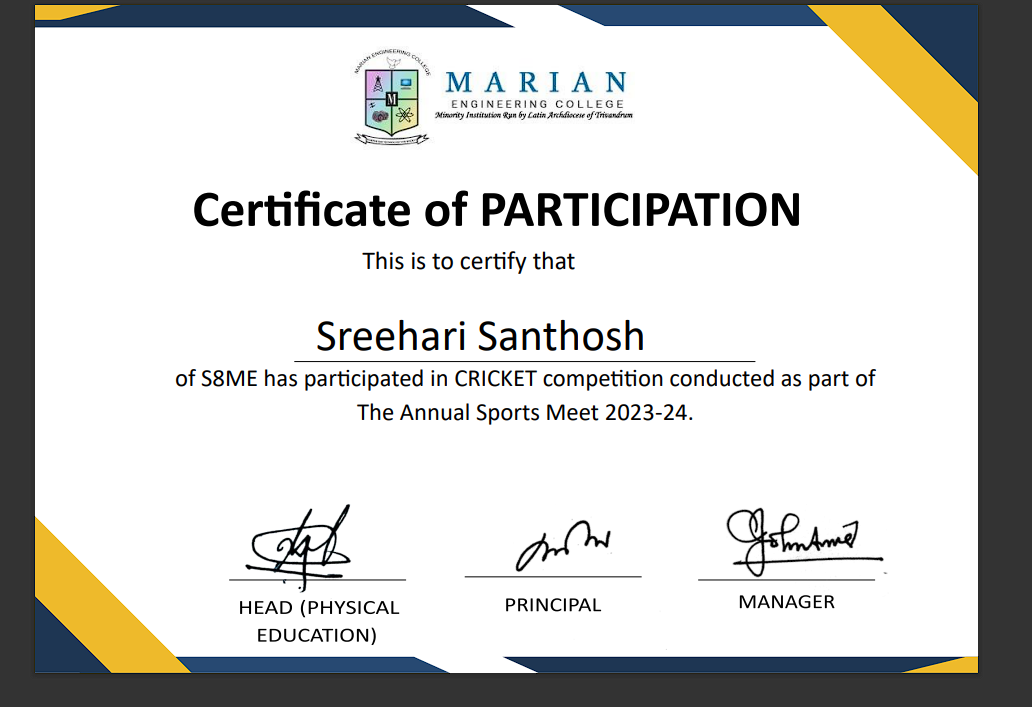 MARIAN ENGINEERING COLLEGE
M
MARIAN
ENGINEERING COLLEGE
Minority Institution Run by Latin Archdiocese of Trivandrum
Certificate of PARTICIPATION
This is to certify that
Sreehari Santhosh
of S8ME has participated in CRICKET competition conducted as part of
The Annual Sports Meet 2023-24.
HEAD (PHYSICAL
EDUCATION)
PRINCIPAL
MANAGER